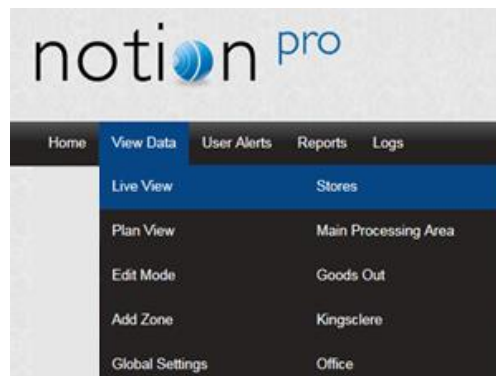 notion pro
Home View Data User Alerts Reports Logs
Live View Stores
Plan View Main Processing Area
Edit Mode Goods Out
Add Zone Kingsclere
Global Settings Office